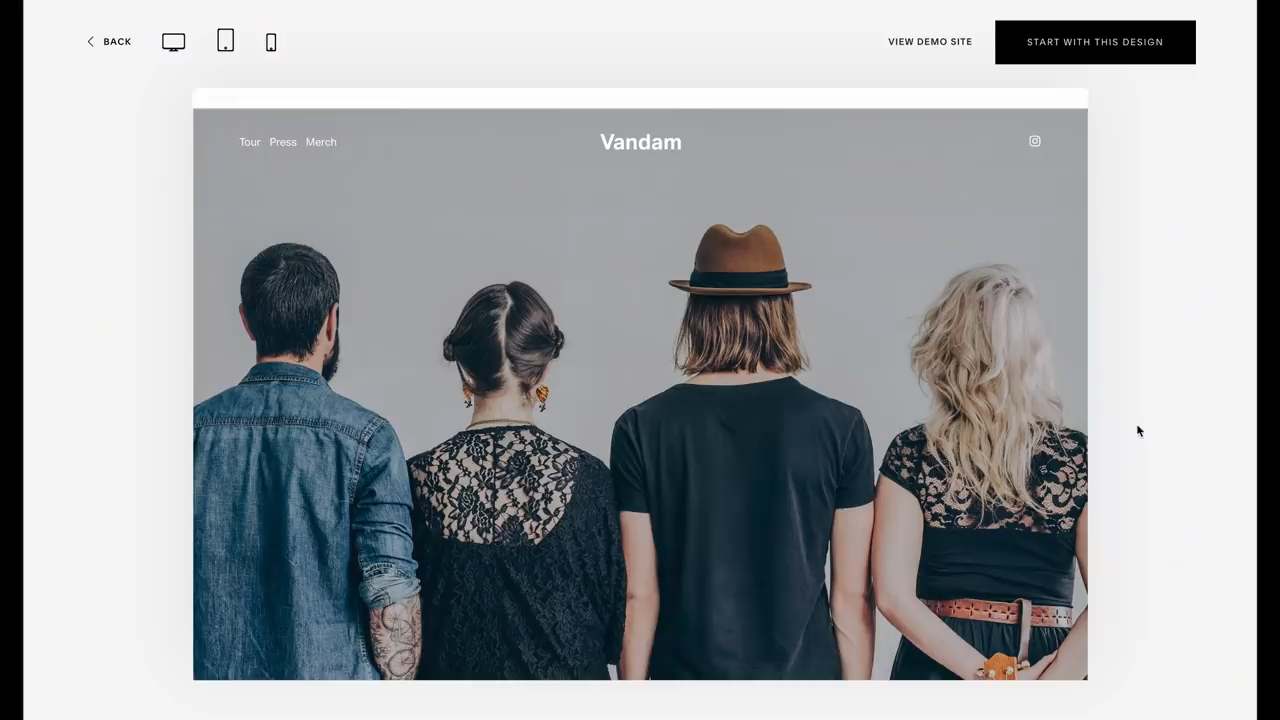 BACK
VIEW DEMO SITE
START WITH THIS DESIGN
Tour Press Merch
Vandam